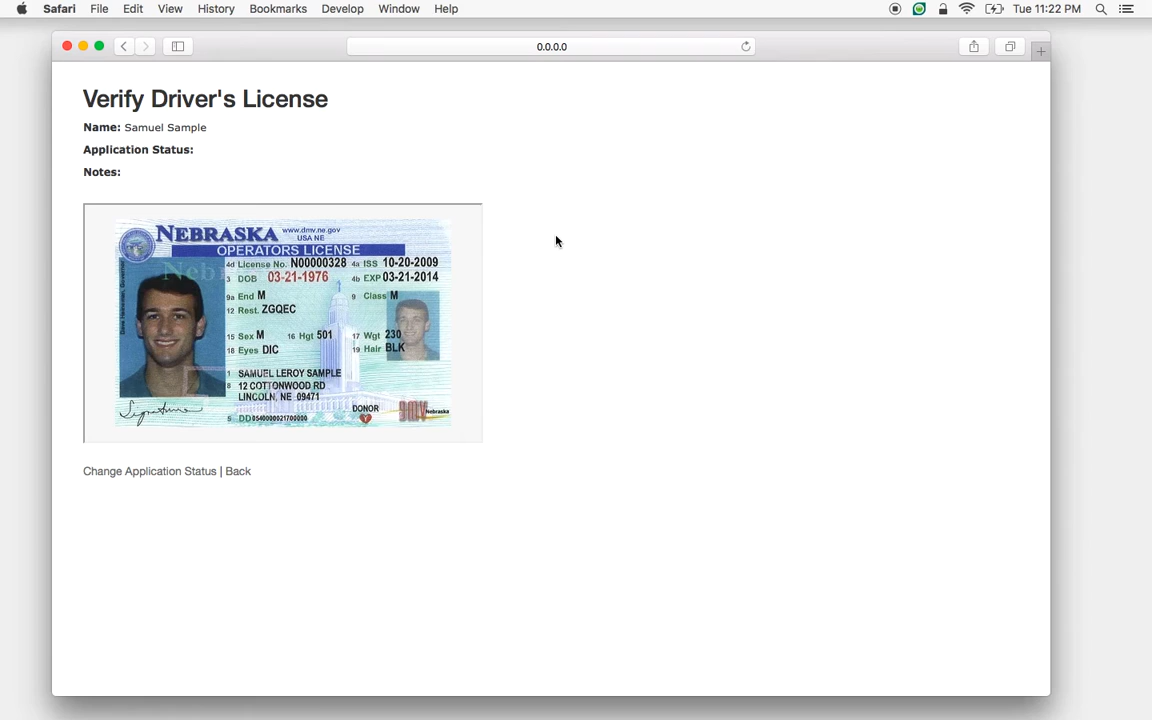 Safari File Edit View History Bookmarks Develop Window Help Tue 11:22 PM
0.0.0.0
Verify Driver's License
Name: Samuel Sample
Application Status:
Notes:
NEBRASKA www.dmv.ne.gov
USA NE
OPERATORS LICENSE
4d License No. N00000328 4a ISS 10-20-2009
3 DOB 03-21-1976 4b EXP 03-21-2014
9a End M 9 Class M
12 Rest. ZGQEC
15 Sex M 16 Hgt 501 17 Wgt 230
18 Eyes DIC 19 Hair BLK
1 SAMUEL LEROY SAMPLE
8 12 COTTONWOOD RD
LINCOLN, NE 09471
Signature DONOR
5 DD Nebraska
Change Application Status | Back